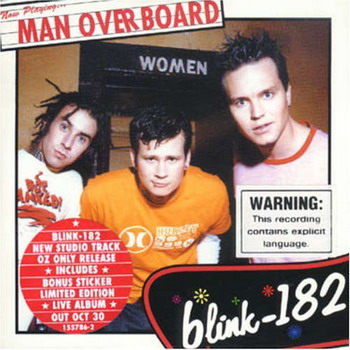 Now Playing...
MAN OVERBOARD
WOMEN
HURLEY
WARNING:
This recording
contains explicit
language.
BLINK-182
NEW STUDIO TRACK
OZ ONLY RELEASE
★ INCLUDES ★
BONUS STICKER
LIMITED EDITION
★ LIVE ALBUM ★
OUT OCT 30
155786-2
blink-182